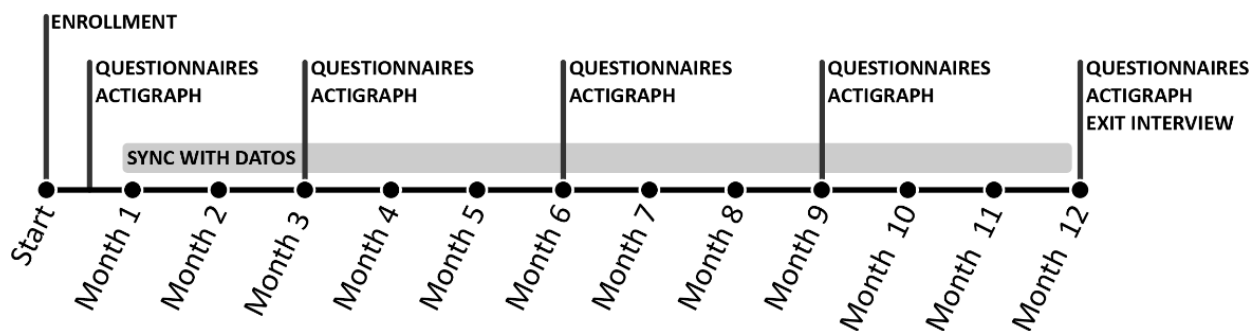 ENROLLMENT
QUESTIONNAIRES
ACTIGRAPH
QUESTIONNAIRES
ACTIGRAPH
QUESTIONNAIRES
ACTIGRAPH
QUESTIONNAIRES
ACTIGRAPH
QUESTIONNAIRES
ACTIGRAPH
EXIT INTERVIEW
SYNC WITH DATOS
Start
Month 1
Month 2
Month 3
Month 4
Month 5
Month 6
Month 7
Month 8
Month 9
Month 10
Month 11
Month 12